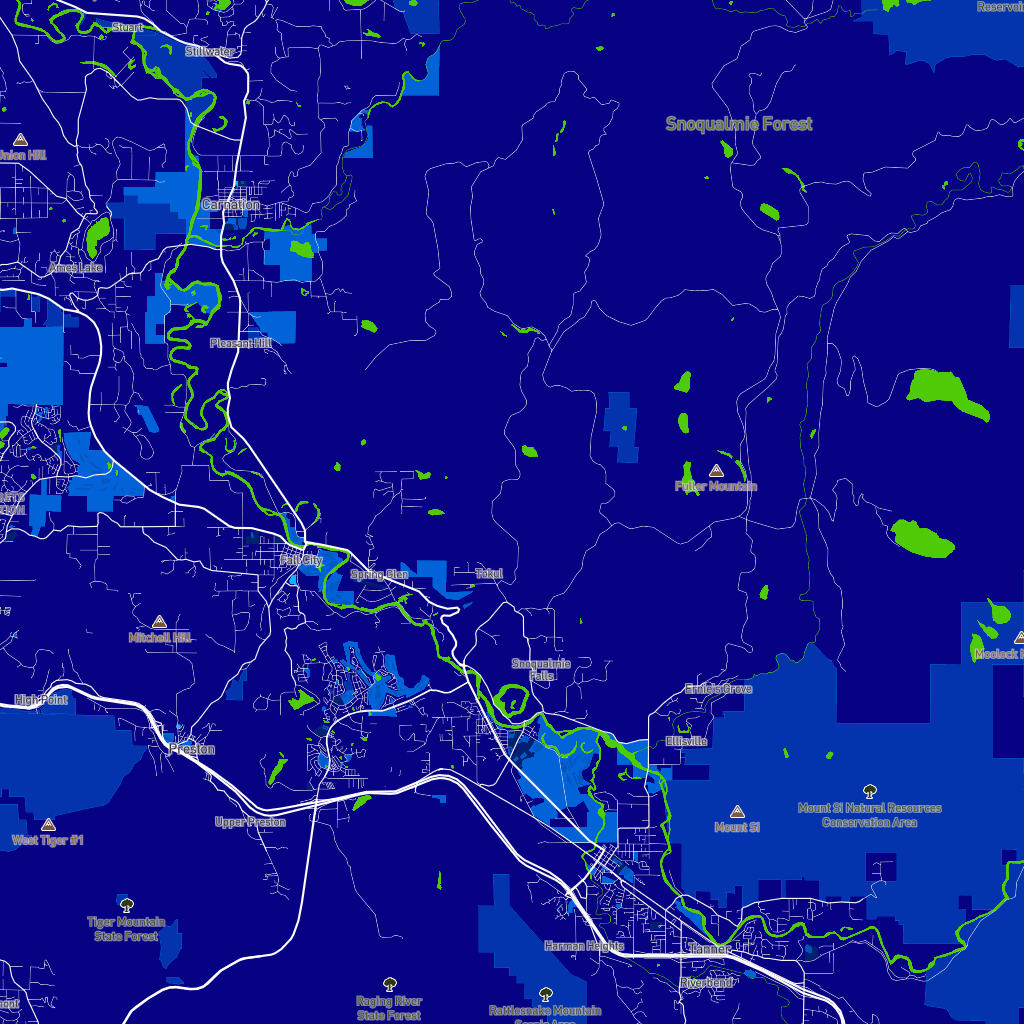 Reservoir
Stuart
Stillwater
Snoqualmie Forest
Union Hill
Carnation
Ames Lake
Pleasant Hill
Fuller Mountain
Fall City
Spring Glen
Tokul
Mitchell Hill
Snoqualmie
Falls
Moolock M
High Point
Ernie's Grove
Ellisville
Preston
Mount Si Natural Resources
Conservation Area
Upper Preston
Mount Si
West Tiger #1
Tiger Mountain
State Forest
Harman Heights
Tanner
Riverbend
Raging River
State Forest
Rattlesnake Mountain
Scenic Area